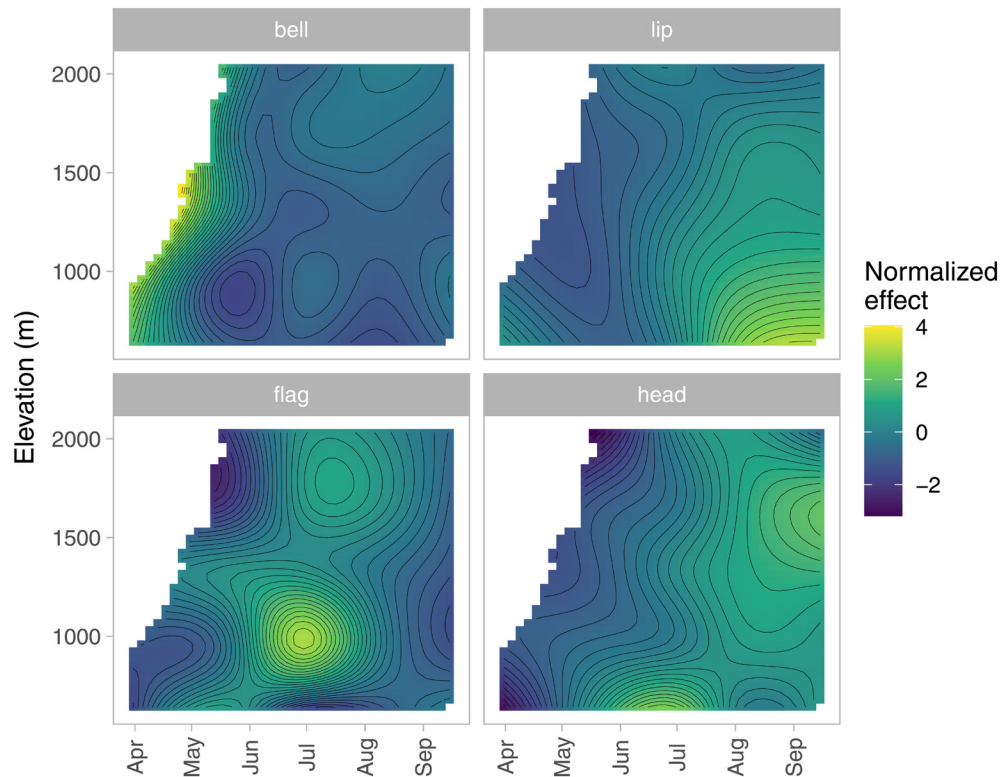 bell
lip
2000
1500
1000
flag
head
2000
1500
1000
Elevation (m)
Apr
May
Jun
Jul
Aug
Sep
Apr
May
Jun
Jul
Aug
Sep
Normalized
effect
4
2
0
−2